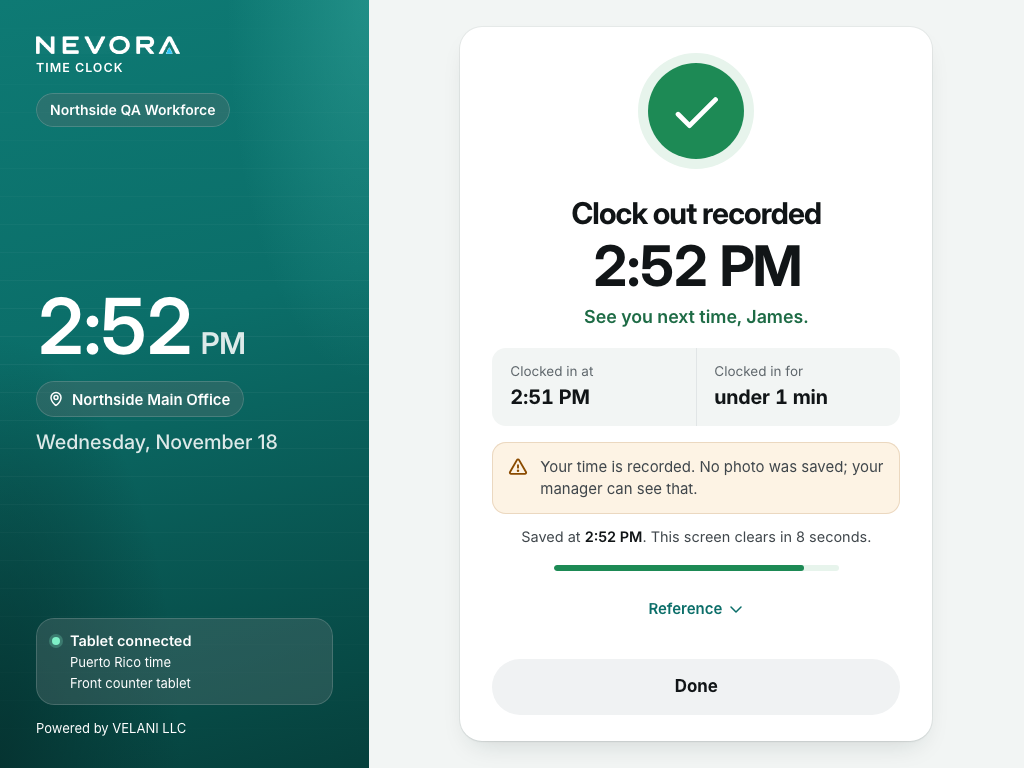 NEVORA
TIME CLOCK
Northside QA Workforce
2:52 PM
Northside Main Office
Wednesday, November 18
Tablet connected
Puerto Rico time
Front counter tablet
Powered by VELANI LLC
Clock out recorded
2:52 PM
See you next time, James.
Clocked in at
2:51 PM
Clocked in for
under 1 min
Your time is recorded. No photo was saved; your
manager can see that.
Saved at 2:52 PM. This screen clears in 8 seconds.
Reference
Done